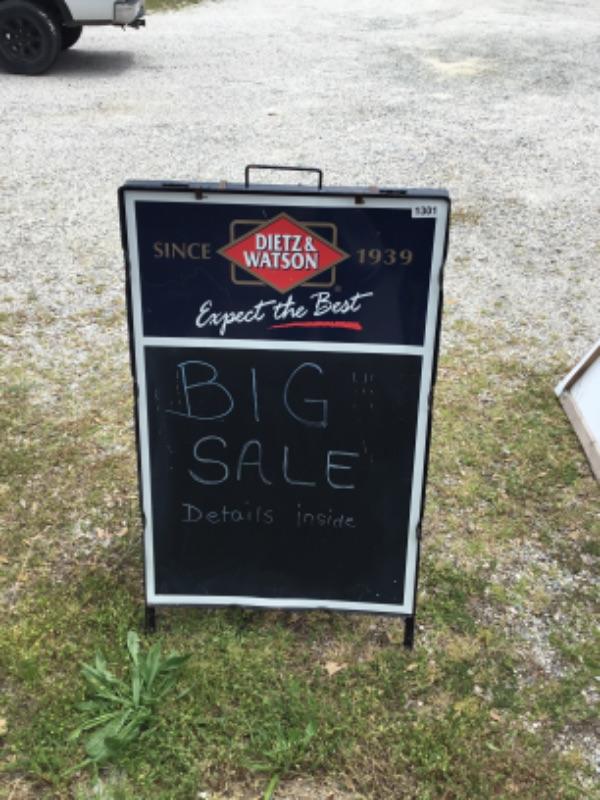 1301
SINCE DIETZ & WATSON 1939
Expect the Best
BIG
SALE
Details inside